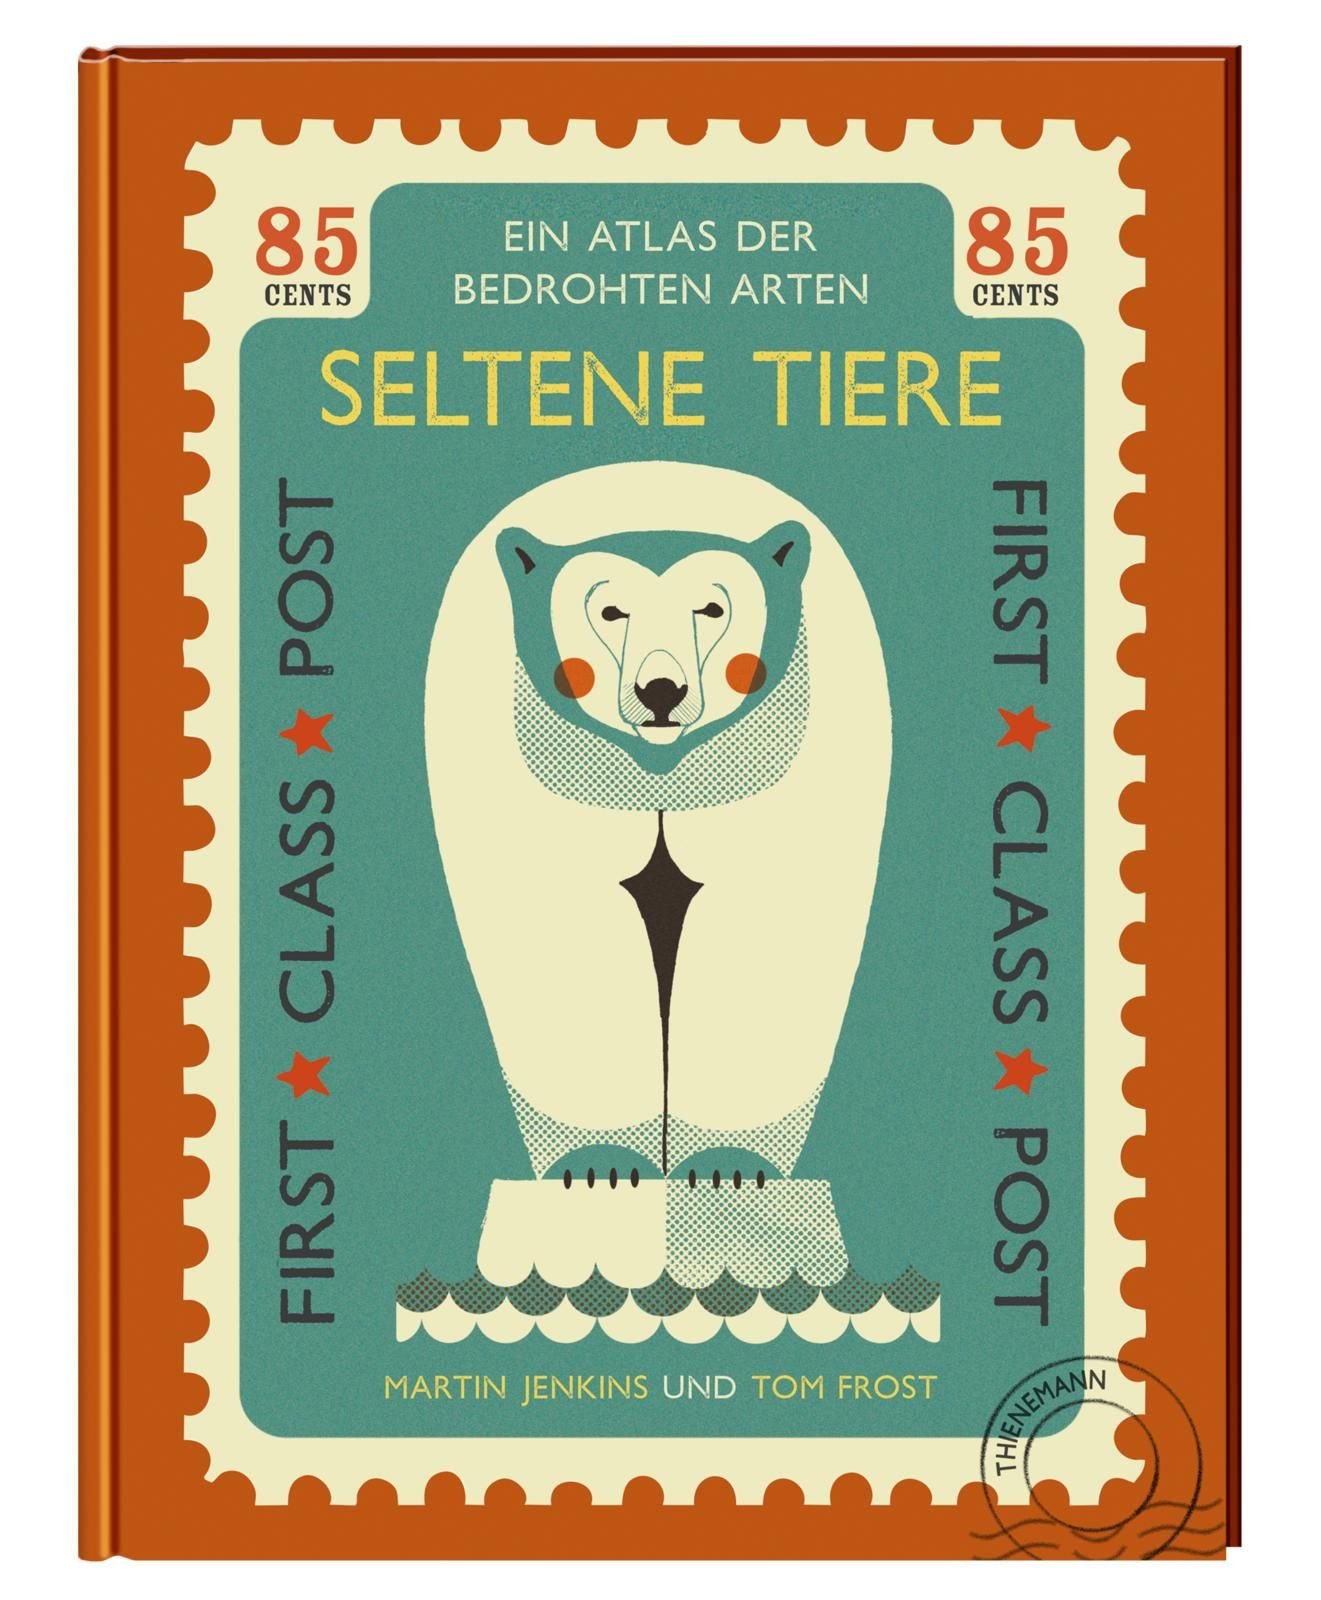 85
CENTS
EIN ATLAS DER
BEDROHTEN ARTEN
85
CENTS
SELTENE TIERE
FIRST ★ CLASS ★ POST
FIRST ★ CLASS ★ POST
MARTIN JENKINS UND TOM FROST
THIENEMANN